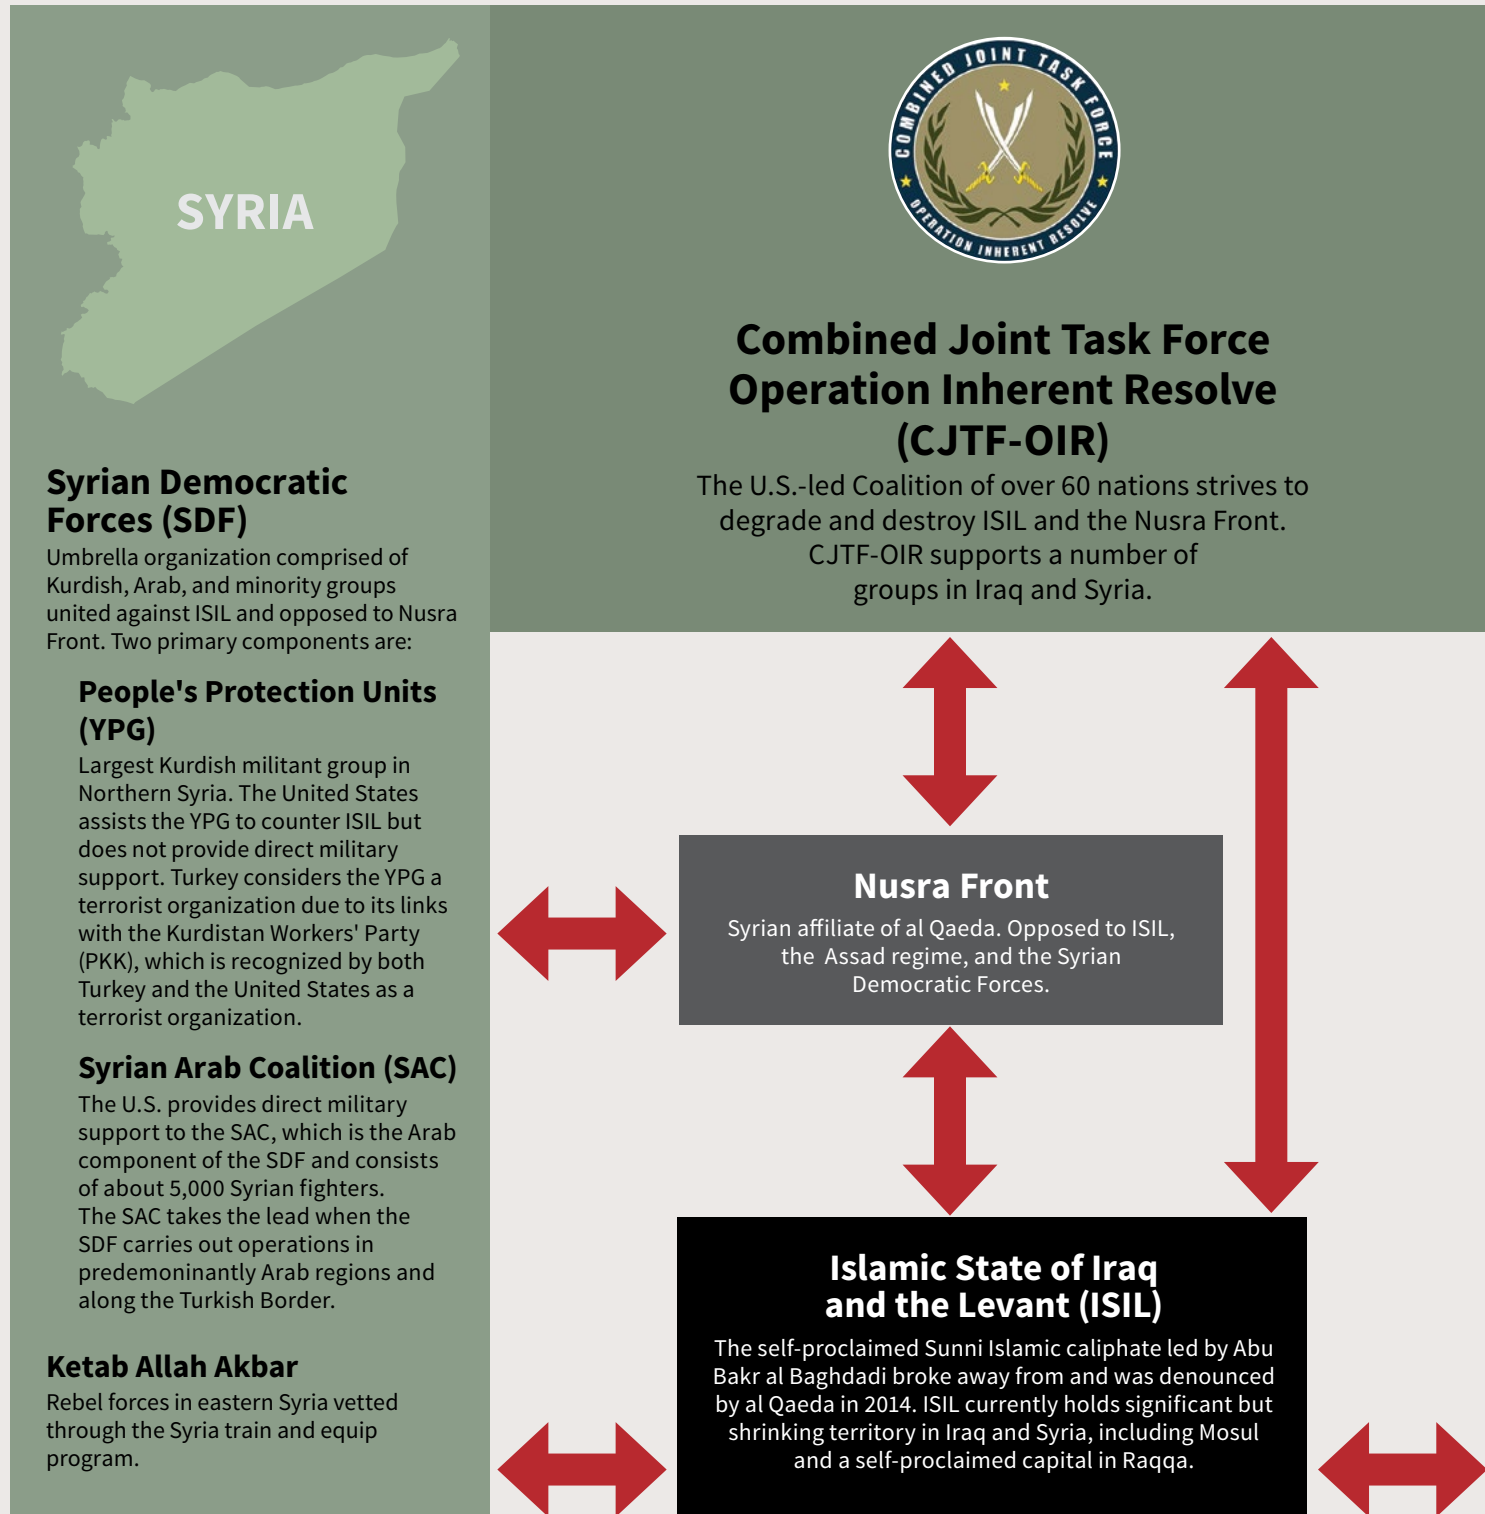 SYRIA
Syrian Democratic
Forces (SDF)
Umbrella organization comprised of
Kurdish, Arab, and minority groups
united against ISIL and opposed to Nusra
Front. Two primary components are:
People's Protection Units
(YPG)
Largest Kurdish militant group in
Northern Syria. The United States
assists the YPG to counter ISIL but
does not provide direct military
support. Turkey considers the YPG a
terrorist organization due to its links
with the Kurdistan Workers' Party
(PKK), which is recognized by both
Turkey and the United States as a
terrorist organization.
Syrian Arab Coalition (SAC)
The U.S. provides direct military
support to the SAC, which is the Arab
component of the SDF and consists
of about 5,000 Syrian fighters.
The SAC takes the lead when the
SDF carries out operations in
predemoninantly Arab regions and
along the Turkish Border.
Ketab Allah Akbar
Rebel forces in eastern Syria vetted
through the Syria train and equip
program.
COMBINED JOINT TASK FORCE
OPERATION INHERENT RESOLVE
Combined Joint Task Force
Operation Inherent Resolve
(CJTF-OIR)
The U.S.-led Coalition of over 60 nations strives to
degrade and destroy ISIL and the Nusra Front.
CJTF-OIR supports a number of
groups in Iraq and Syria.
Nusra Front
Syrian affiliate of al Qaeda. Opposed to ISIL,
the Assad regime, and the Syrian
Democratic Forces.
Islamic State of Iraq
and the Levant (ISIL)
The self-proclaimed Sunni Islamic caliphate led by Abu
Bakr al Baghdadi broke away from and was denounced
by al Qaeda in 2014. ISIL currently holds significant but
shrinking territory in Iraq and Syria, including Mosul
and a self-proclaimed capital in Raqqa.